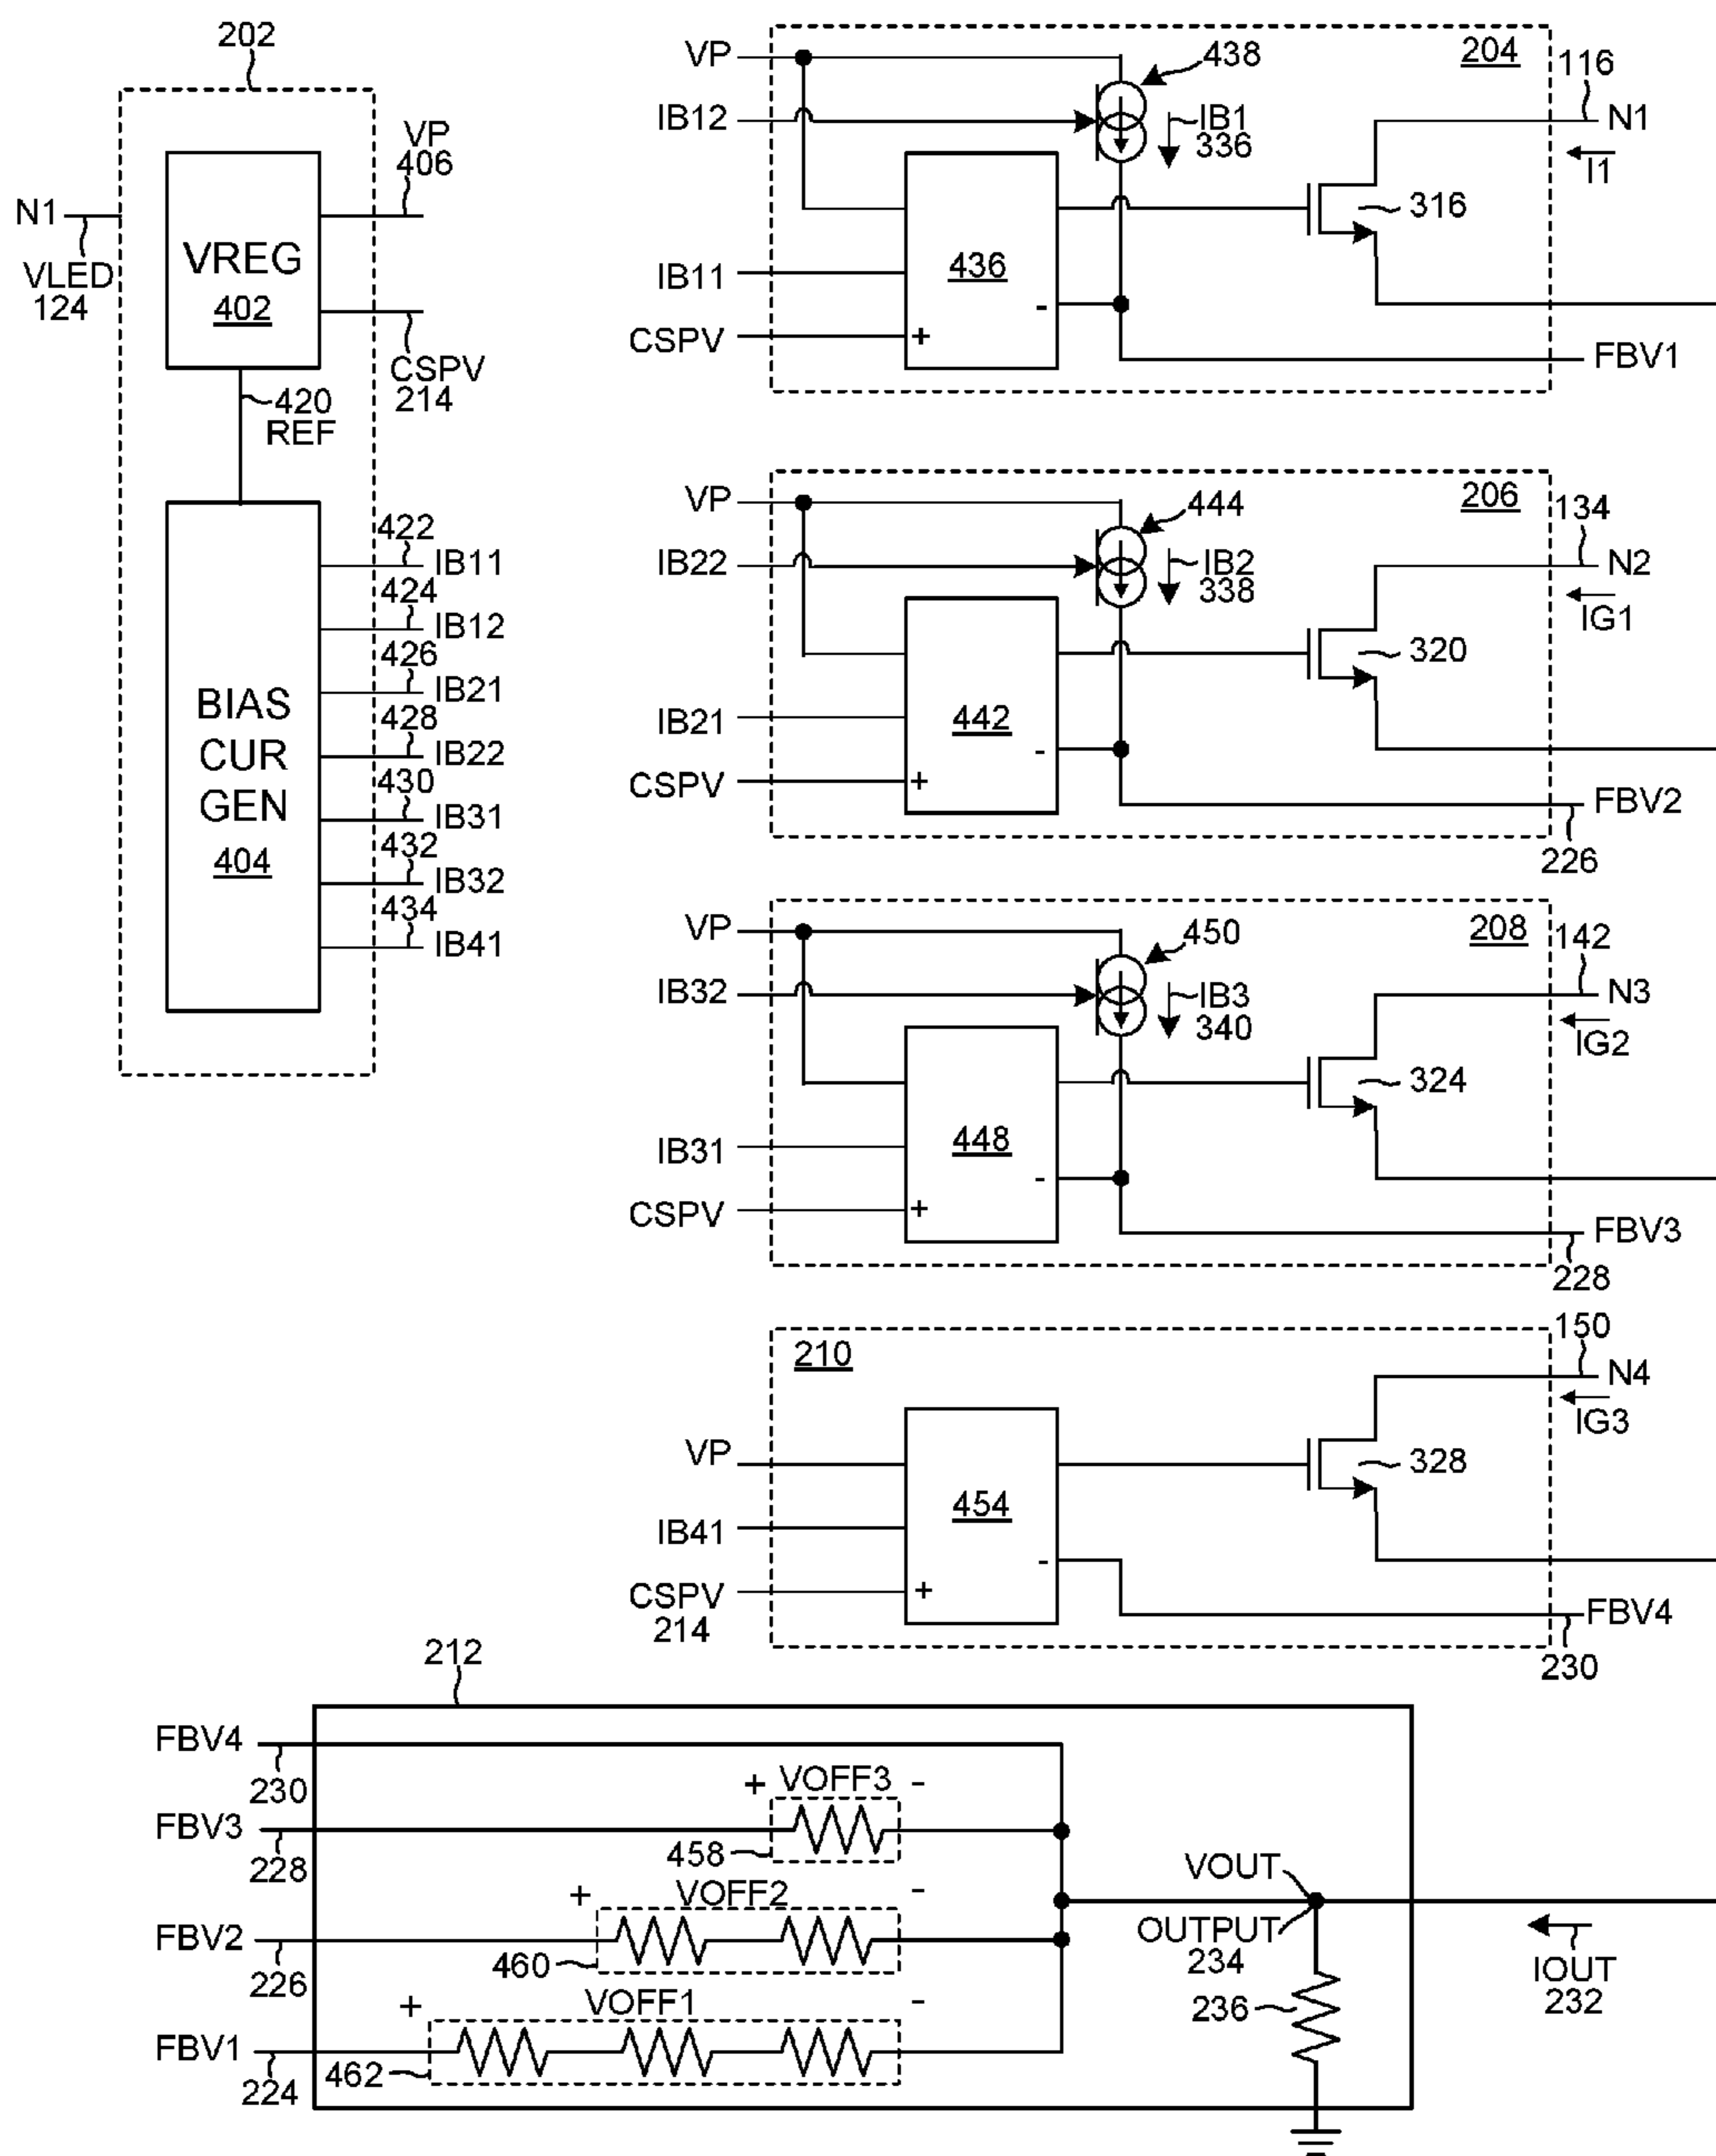 202
N1
VLED
124
VREG
402
VP
406
CSPV
214
420
REF
BIAS
CUR
GEN
404
422
IB11
424
IB12
426
IB21
428
IB22
430
IB31
432
IB32
434
IB41
VP
IB12
IB11
CSPV
438
IB1
336
436
+
-
204
116
N1
I1
316
FBV1
VP
IB22
IB21
CSPV
444
IB2
338
442
+
-
206
134
N2
IG1
320
FBV2
226
VP
IB32
IB31
CSPV
450
IB3
340
448
+
-
208
142
N3
IG2
324
FBV3
228
210
VP
IB41
CSPV
214
454
+
-
150
N4
IG3
328
FBV4
230
212
FBV4
230
FBV3
228
+ VOFF3 -
458
FBV2
226
+ VOFF2 -
460
FBV1
224
+ VOFF1 -
462
VOUT
OUTPUT
234
236
IOUT
232